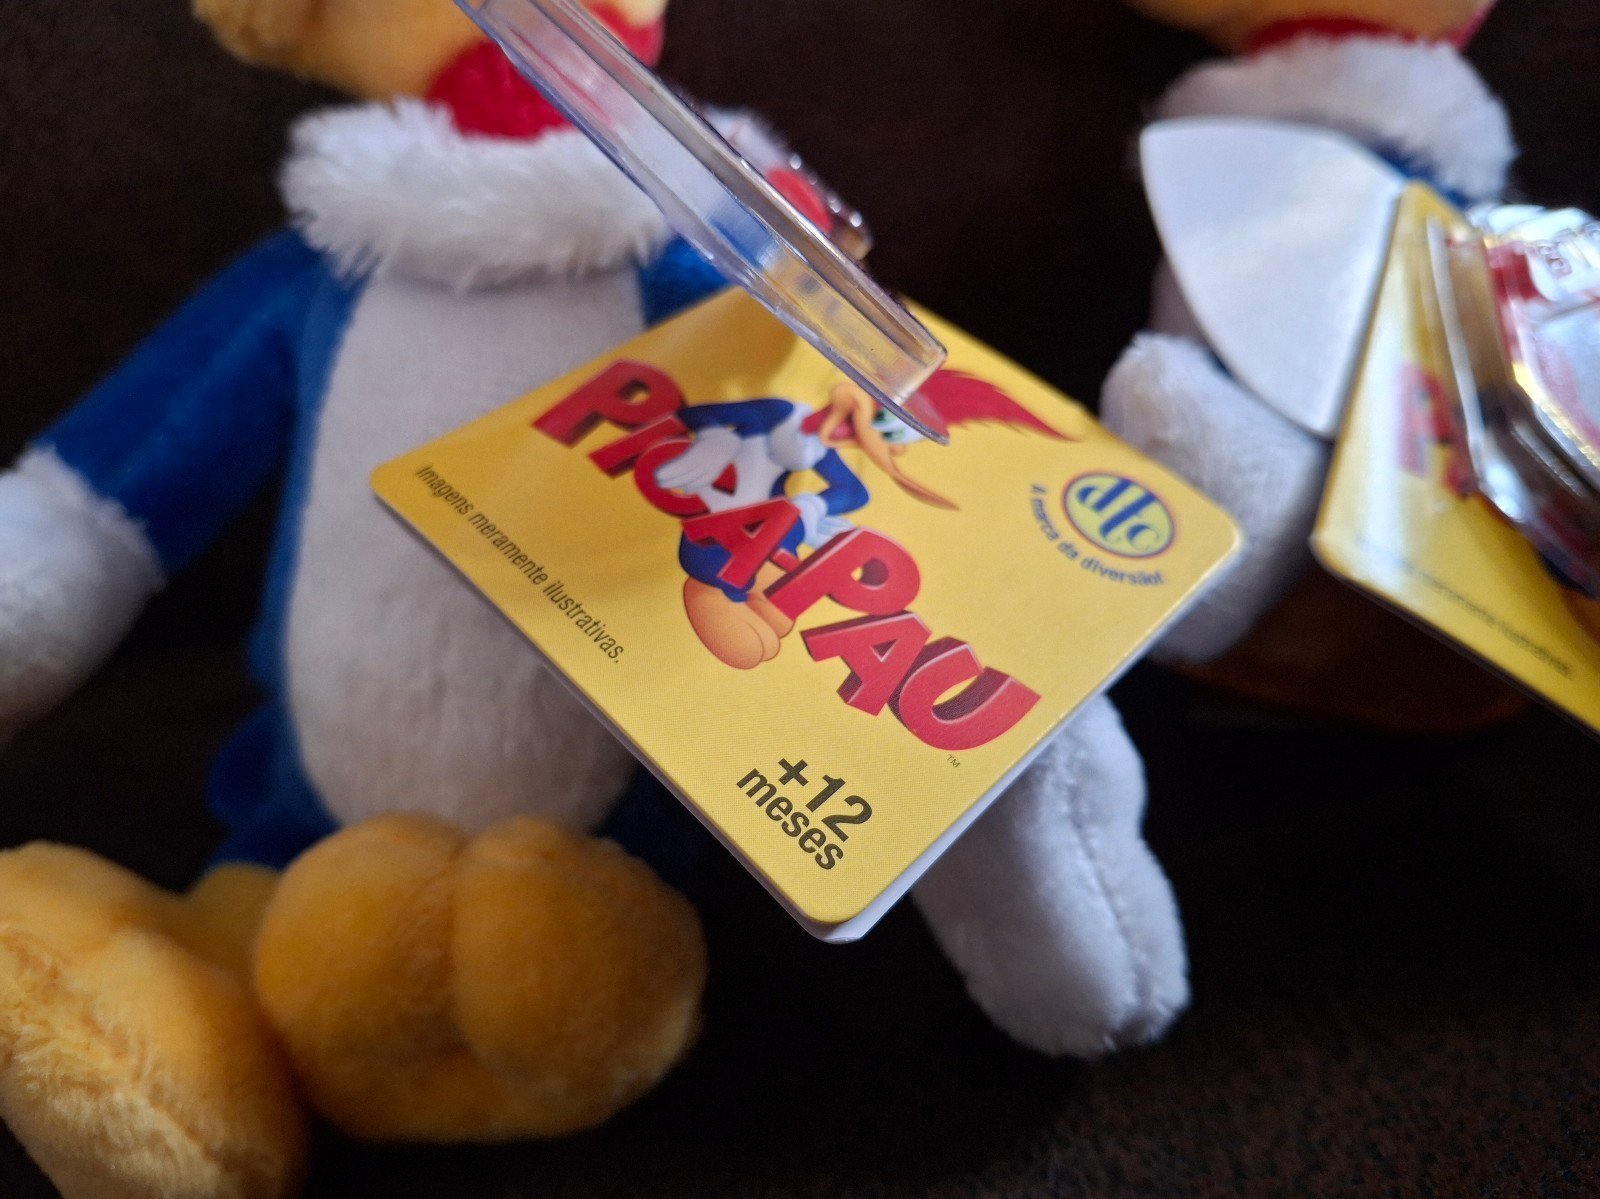 PICA-PAU
TM
dtc
A marca da diversão!
Imagens meramente ilustrativas.
+12
meses